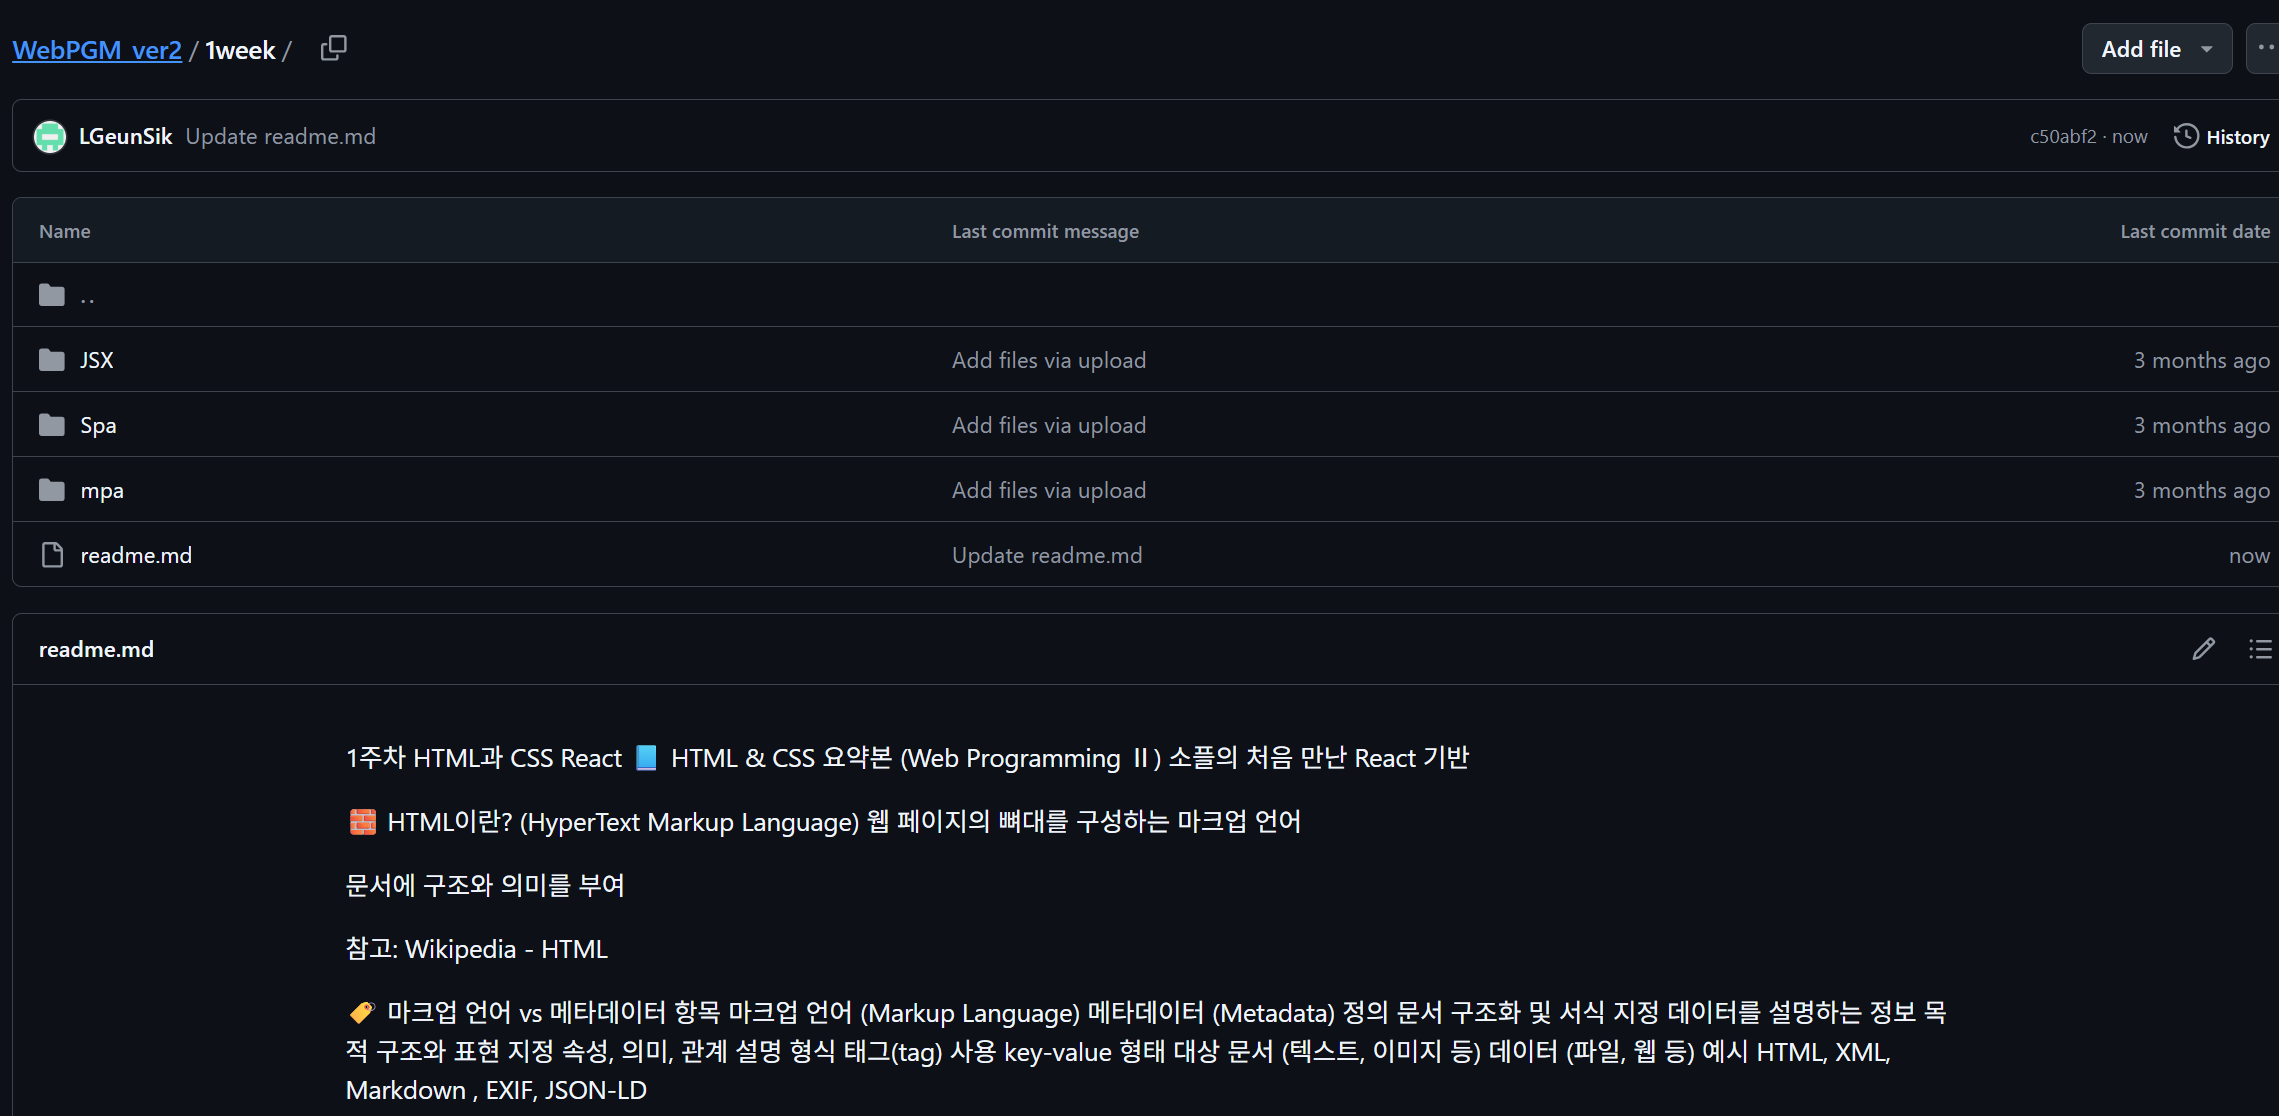 WebPGM_ver2 / 1week /
Add file
LGeunSik Update readme.md
c50abf2 · now
History
Name Last commit message Last commit date
..
JSX Add files via upload 3 months ago
Spa Add files via upload 3 months ago
mpa Add files via upload 3 months ago
readme.md Update readme.md now
readme.md
1주차 HTML과 CSS React 📘 HTML & CSS 요약본 (Web Programming Ⅱ) 소플의 처음 만난 React 기반
🧱 HTML이란? (HyperText Markup Language) 웹 페이지의 뼈대를 구성하는 마크업 언어
문서에 구조와 의미를 부여
참고: Wikipedia - HTML
🏷️ 마크업 언어 vs 메타데이터 항목 마크업 언어 (Markup Language) 메타데이터 (Metadata) 정의 문서 구조화 및 서식 지정 데이터를 설명하는 정보 목
적 구조와 표현 지정 속성, 의미, 관계 설명 형식 태그(tag) 사용 key-value 형태 대상 문서 (텍스트, 이미지 등) 데이터 (파일, 웹 등) 예시 HTML, XML,
Markdown , EXIF, JSON-LD